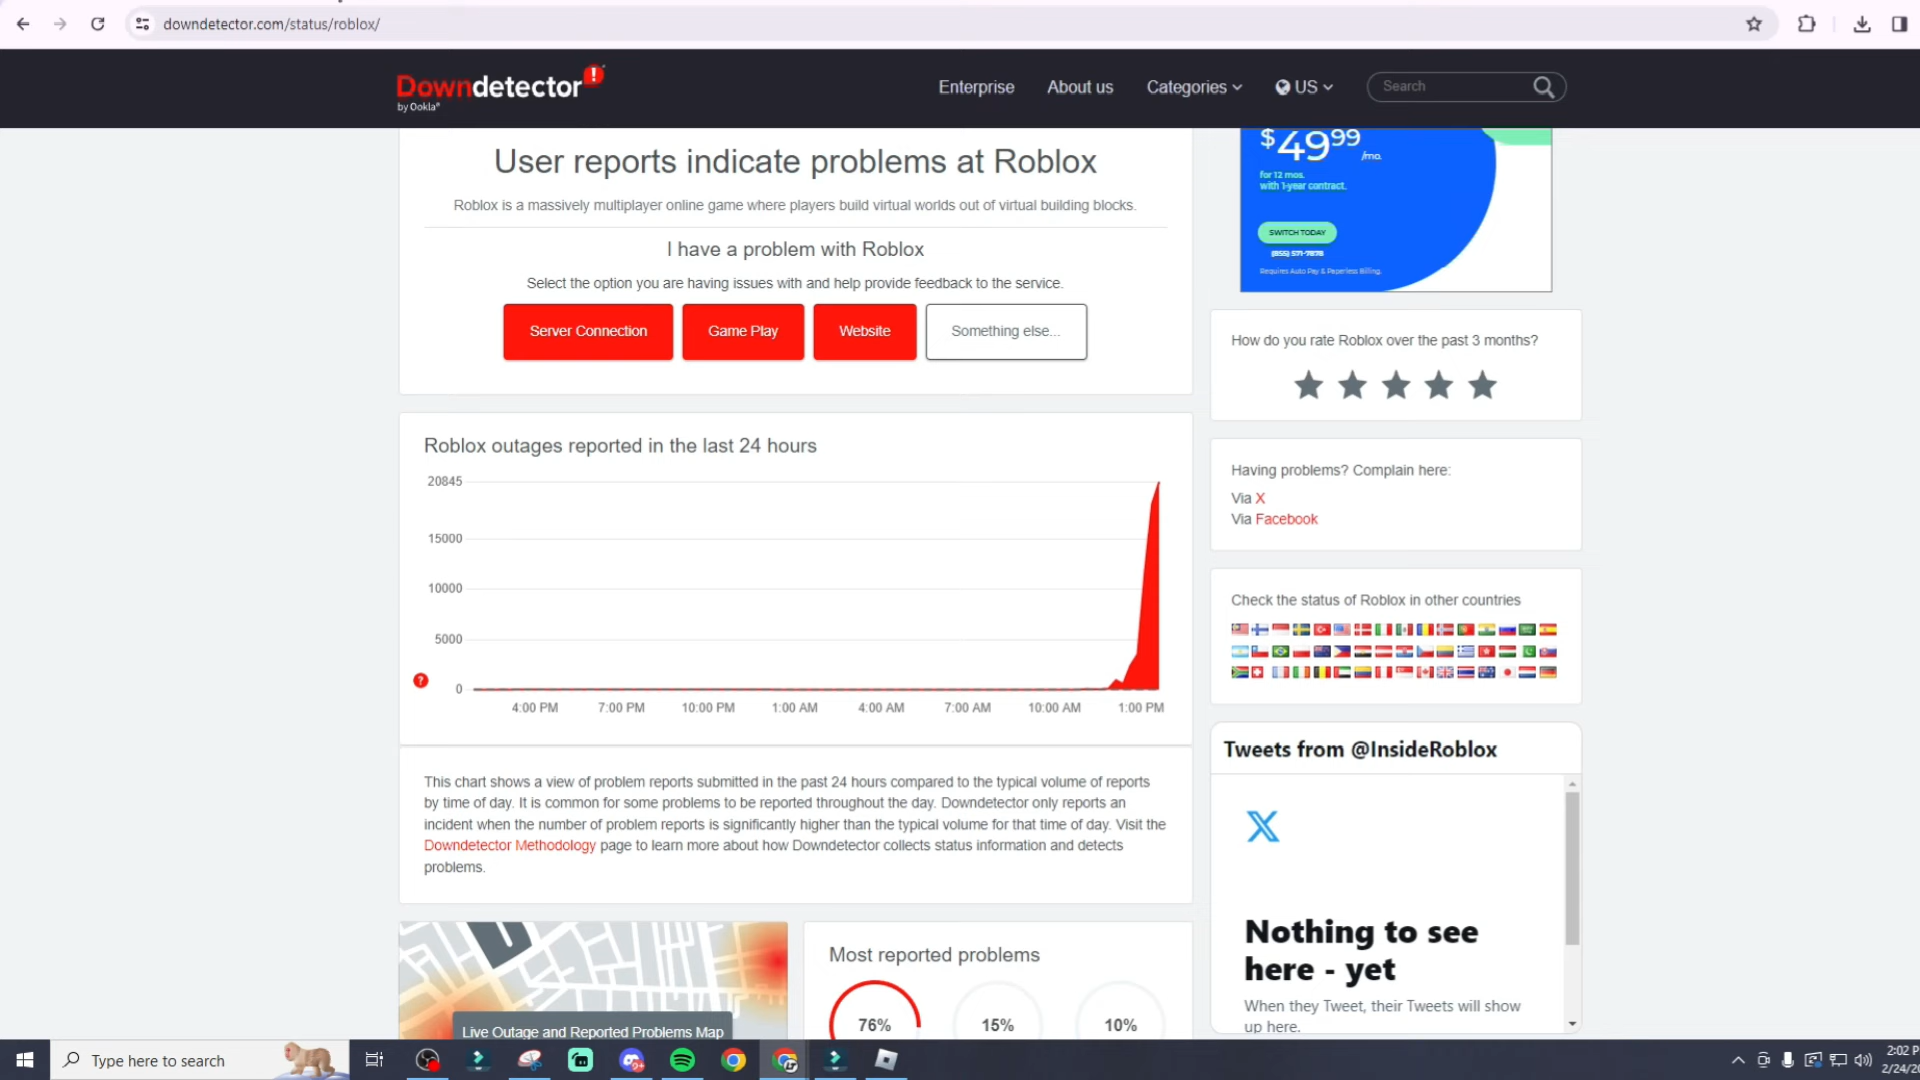 downdetector.com/status/roblox/
Downdetector
by Ookla®
Enterprise
About us
Categories
US
Search
User reports indicate problems at Roblox
Roblox is a massively multiplayer online game where players build virtual worlds out of virtual building blocks.
I have a problem with Roblox
Select the option you are having issues with and help provide feedback to the service.
Server Connection
Game Play
Website
Something else...
Roblox outages reported in the last 24 hours
20845
15000
10000
5000
0
?
4:00 PM
7:00 PM
10:00 PM
1:00 AM
4:00 AM
7:00 AM
10:00 AM
1:00 PM
This chart shows a view of problem reports submitted in the past 24 hours compared to the typical volume of reports
by time of day. It is common for some problems to be reported throughout the day. Downdetector only reports an
incident when the number of problem reports is significantly higher than the typical volume for that time of day. Visit the
Downdetector Methodology page to learn more about how Downdetector collects status information and detects
problems.
Live Outage and Reported Problems Map
Most reported problems
76%
15%
10%
$49.99
/mo.
for 12 mos.
with 1-year contract.
SWITCH TODAY
(855) 571-7878
Requires Auto Pay & Paperless Billing.
How do you rate Roblox over the past 3 months?
Having problems? Complain here:
Via X
Via Facebook
Check the status of Roblox in other countries
Tweets from @InsideRoblox
Nothing to see
here - yet
When they Tweet, their Tweets will show
up here.
Type here to search
2:02 P
2/24/20